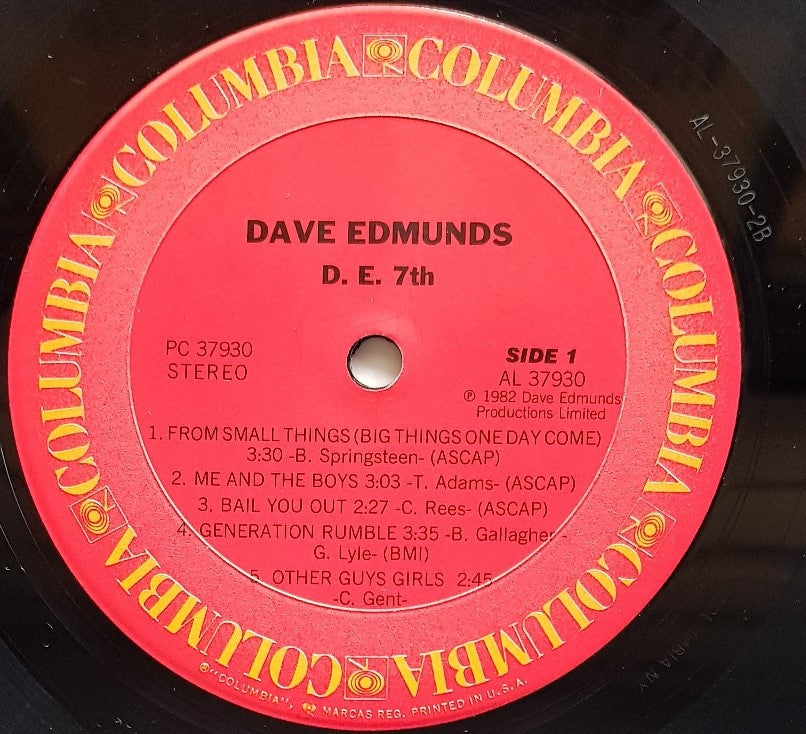 COLUMBIA COLUMBIA COLUMBIA COLUMBIA COLUMBIA COLUMBIA COLUMBIA COLUMBIA
AL-37930-2B
DAVE EDMUNDS
D. E. 7th
PC 37930
STEREO
SIDE 1
AL 37930
℗ 1982 Dave Edmunds
Productions Limited
1. FROM SMALL THINGS (BIG THINGS ONE DAY COME)
3:30 -B. Springsteen- (ASCAP)
2. ME AND THE BOYS 3:03 -T. Adams- (ASCAP)
3. BAIL YOU OUT 2:27 -C. Rees- (ASCAP)
4. GENERATION RUMBLE 3:35 -B. Gallagher -
G. Lyle- (BMI)
5. OTHER GUYS GIRLS 2:45
-C. Gent-
® "COLUMBIA", MARCAS REG. PRINTED IN U.S.A.